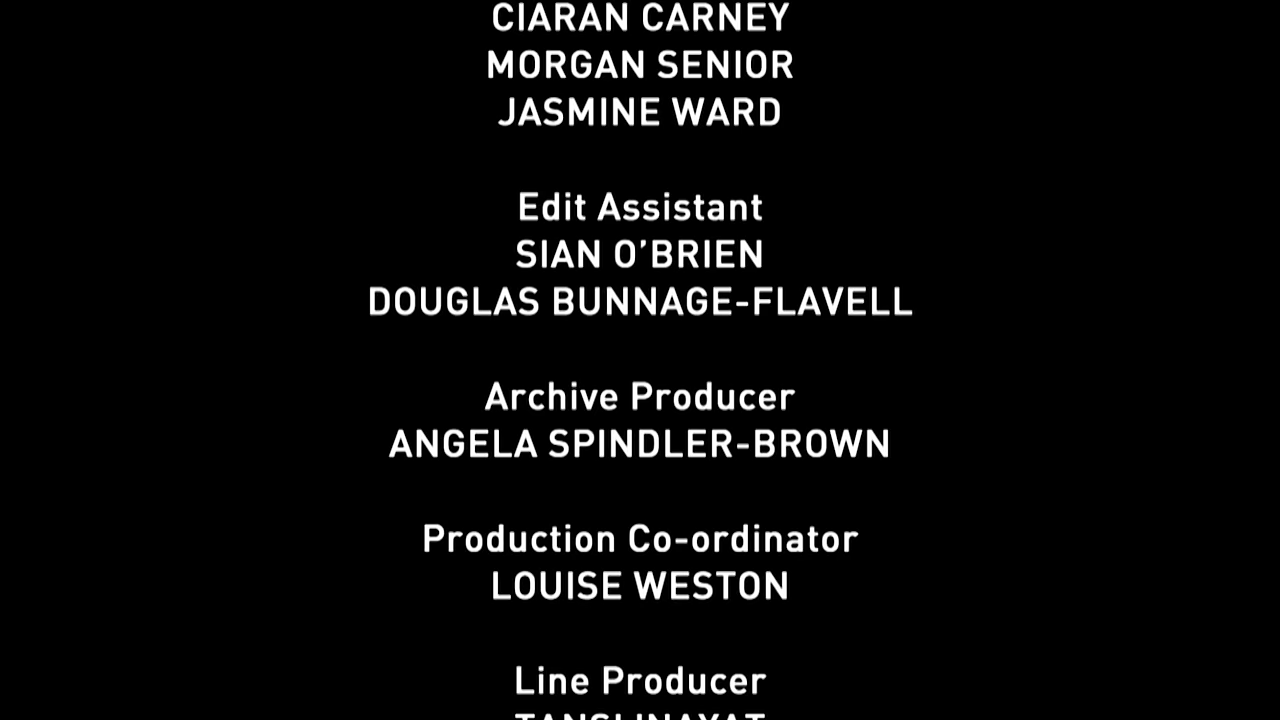 CIARAN CARNEY
MORGAN SENIOR
JASMINE WARD
Edit Assistant
SIAN O’BRIEN
DOUGLAS BUNNAGE-FLAVELL
Archive Producer
ANGELA SPINDLER-BROWN
Production Co-ordinator
LOUISE WESTON
Line Producer